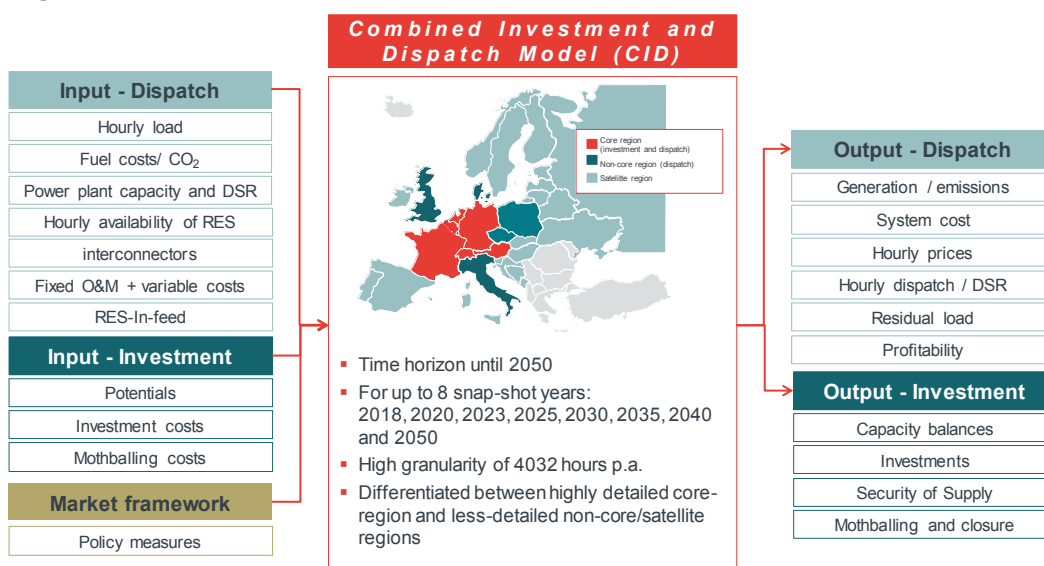 Combined Investment and
Dispatch Model (CID)
Input - Dispatch
Hourly load
Fuel costs/ CO₂
Power plant capacity and DSR
Hourly availability of RES
interconnectors
Fixed O&M + variable costs
RES-In-feed
Input - Investment
Potentials
Investment costs
Mothballing costs
Market framework
Policy measures
Core region
(investment and dispatch)
Non-core region (dispatch)
Satellite region
▪ Time horizon until 2050
▪ For up to 8 snap-shot years:
2018, 2020, 2023, 2025, 2030, 2035, 2040
and 2050
▪ High granularity of 4032 hours p.a.
▪ Differentiated between highly detailed core-
region and less-detailed non-core/satellite
regions
Output - Dispatch
Generation / emissions
System cost
Hourly prices
Hourly dispatch / DSR
Residual load
Profitability
Output - Investment
Capacity balances
Investments
Security of Supply
Mothballing and closure